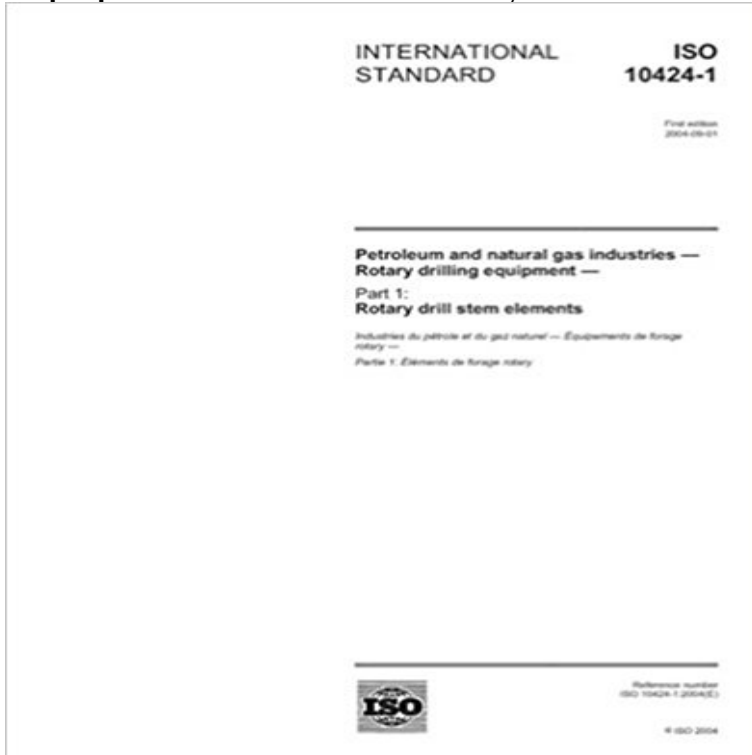 INTERNATIONAL STANDARD
ISO 10424-1
First edition
2004-09-01
Petroleum and natural gas industries —
Rotary drilling equipment —
Part 1:
Rotary drill stem elements
Industries du pétrole et du gaz naturel — Équipements de forage
rotary —
Partie 1: Éléments de forage rotary
ISO
Reference number
ISO 10424-1:2004(E)
© ISO 2004